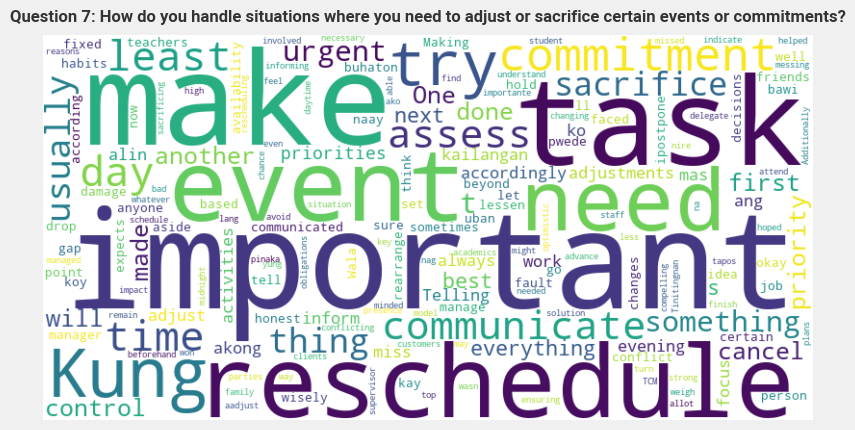 Question 7: How do you handle situations where you need to adjust or sacrifice certain events or commitments?
reasons
fixed
teachers
involved
necessary
Making
student
missed
indicate
helped
habits
least
availability
rescheduling
urgent
informing
buhaton
try
commitment
well
messing
according
make
now
sacrificing
high
feel
daytime
able
find
understand
sacrifice
hold
importante
friends
bawi
One
ako
task
ll
changing
faced
ipostpone
delegate
decisions
Additionally
usually
naay
next
done
ko
pwede
nire
even
assess
alin
another
chance
priorities
kailangan
day
think
accordingly
adjustments
mas
attend
damage
event
beyond
need
first
bad
whatever
let
t
lessen
na
ang
anyone
based
situation
set
schedule
lang
avoid
uban
optimistic
staff
drop
aside
communicated
sure
sometimes
less
hoped
gap
expects
made
important
key
managed
activities
pinaka
yung
obligations
Wala
rearrange
nag
academics
might
work
tapos
okay
priority
point
always
advance
go
changes
compelling
Tinitingnan
idea
koy
tell
best
fault
s
job
impact
midnight
minded
Telling
needed
finish
will
remain
adjust
honest
inform
presence
model
manage
solution
something
manager
time
conflicting
communicate
certain
plans
beforehand
won
akong
thing
customers
may
everything
evening
cancel
Kung
clients
miss
conflict
reschedule
turn
parties
way
supervisor
kay
wasn
TCM
strong
focus
family
top
weigh
person
control
aadjust
wisely
ensuring
allot